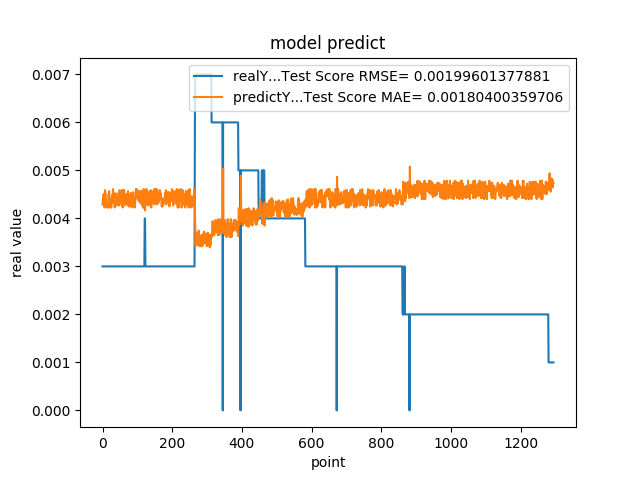 model predict
realY...Test Score RMSE= 0.00199601377881
predictY...Test Score MAE= 0.00180400359706
real value
0.007
0.006
0.005
0.004
0.003
0.002
0.001
0.000
0 200 400 600 800 1000 1200
point